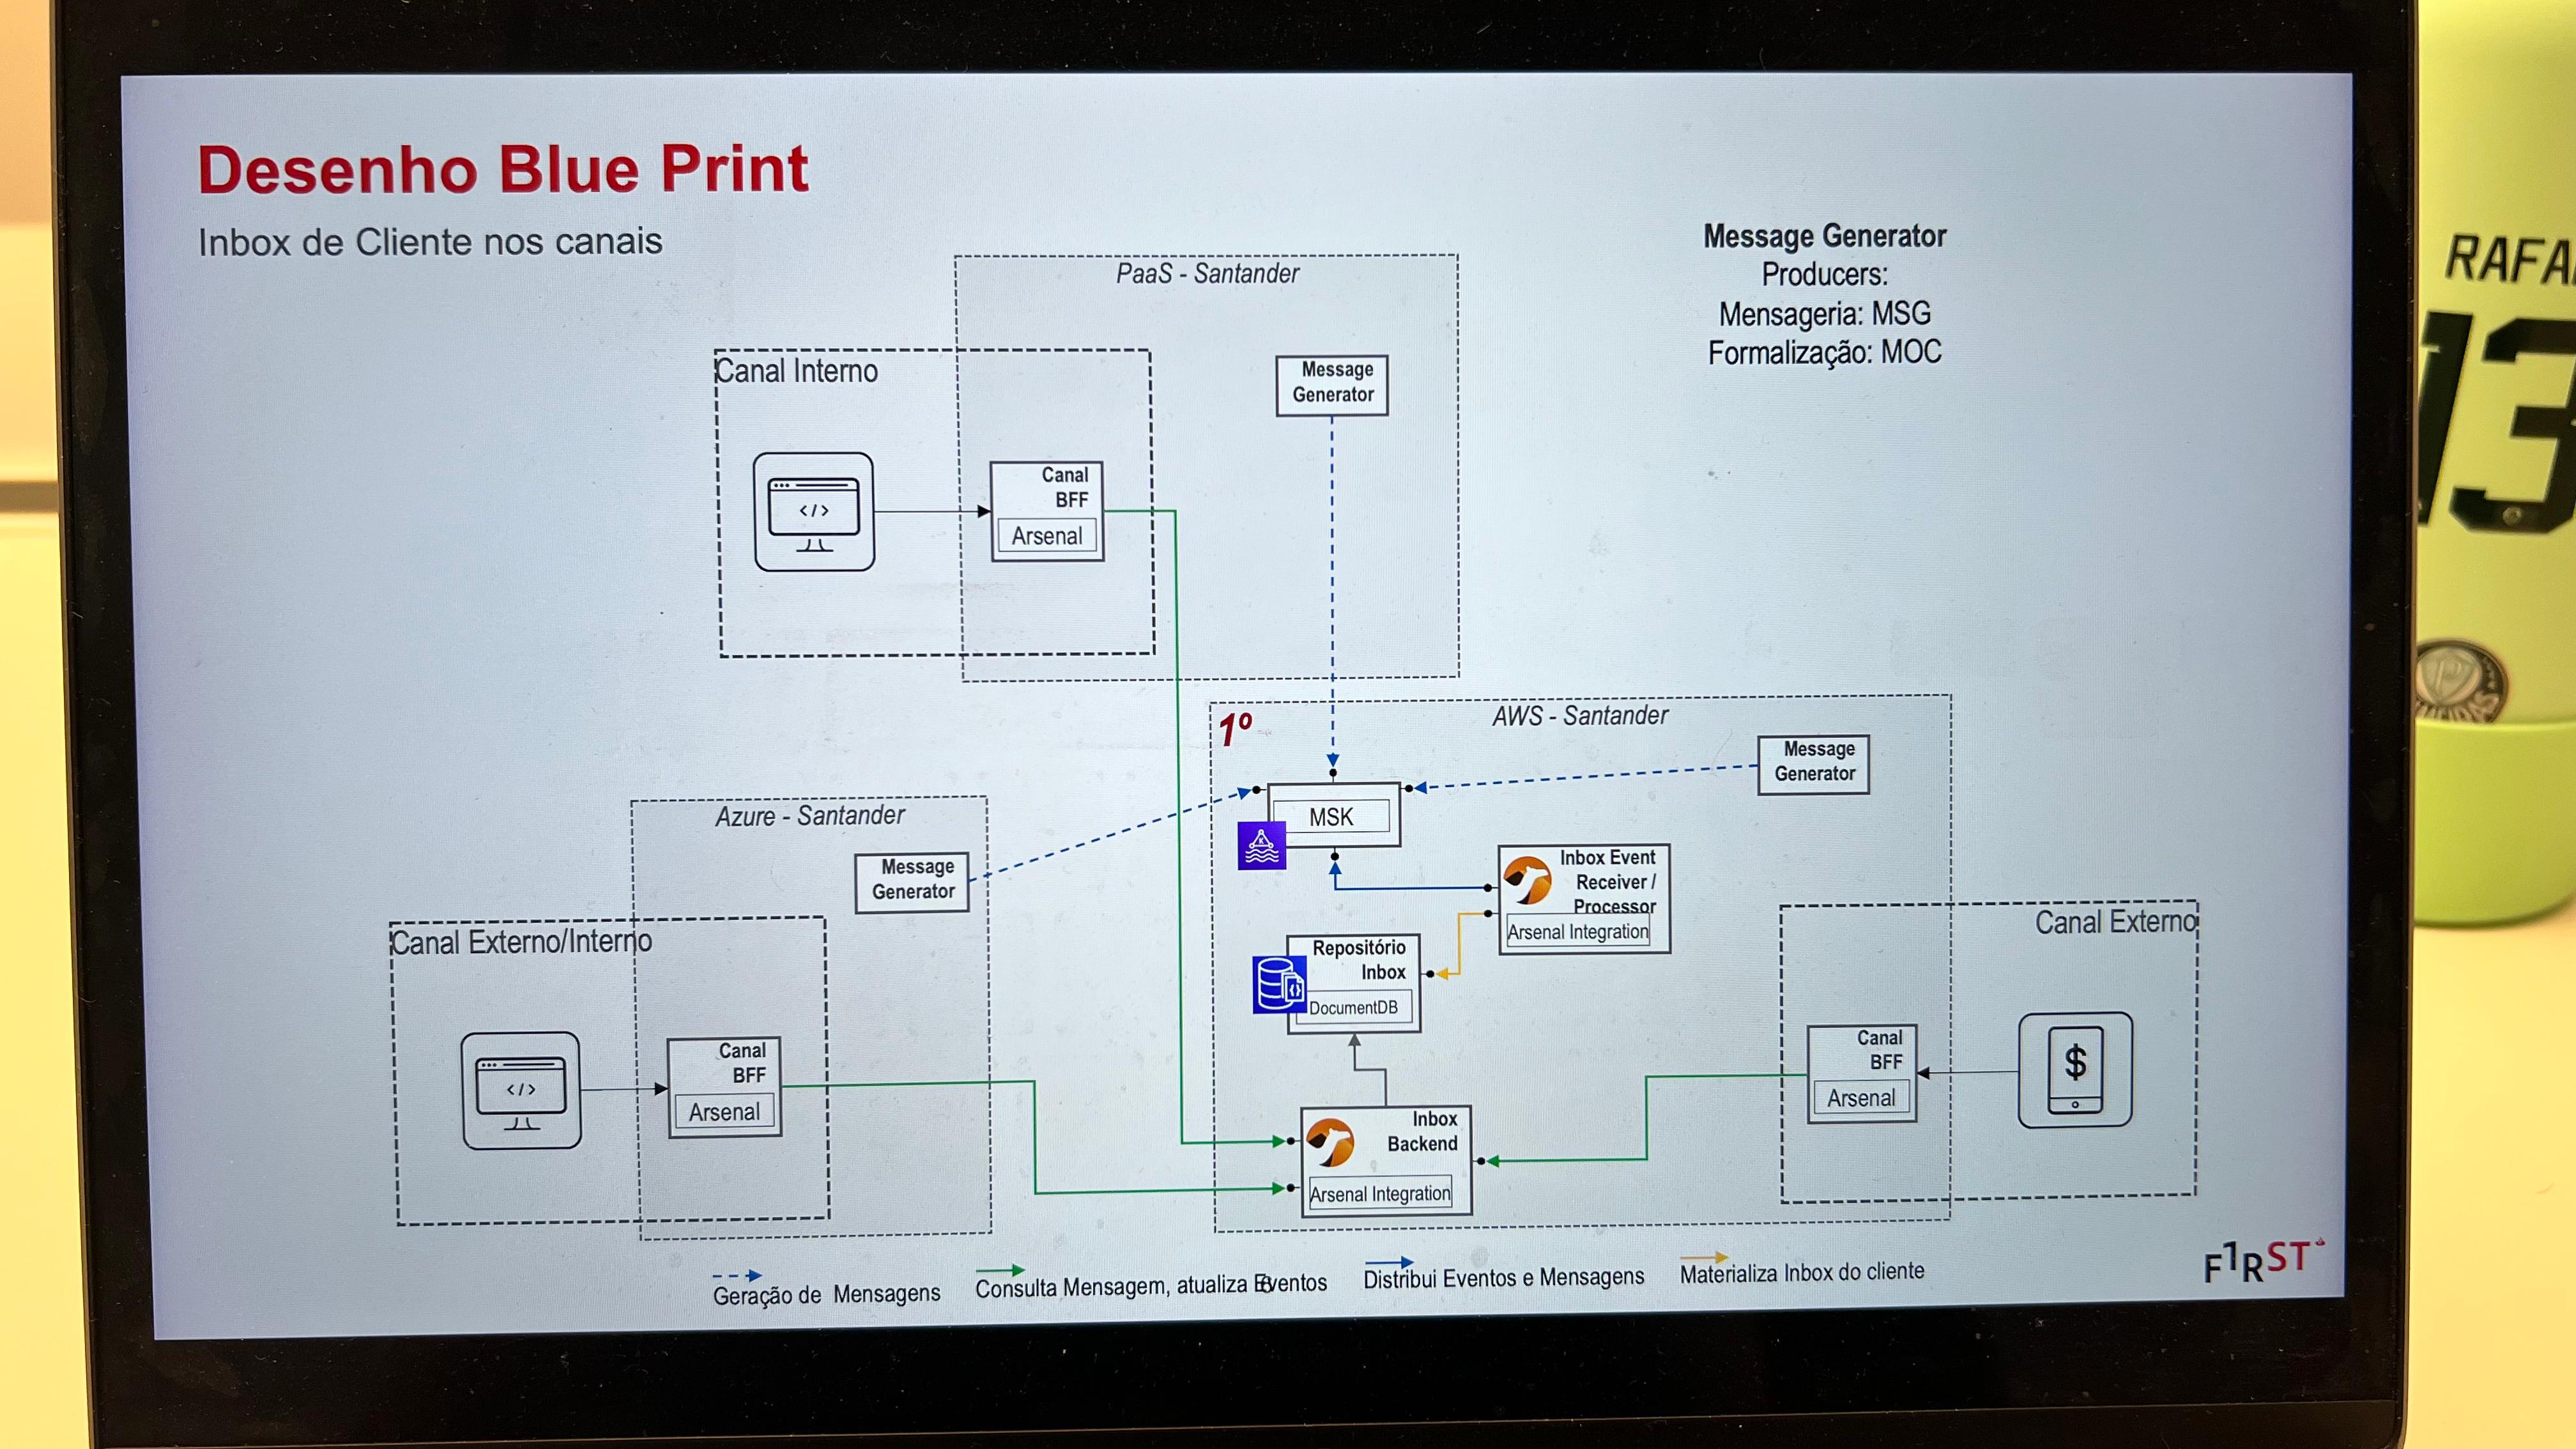 Desenho Blue Print
Inbox de Cliente nos canais
Message Generator
Producers:
Mensageria: MSG
Formalização: MOC
PaaS - Santander
Canal Interno
Message
Generator
Canal
BFF
Arsenal
</>
1º
AWS - Santander
Message
Generator
MSK
Azure - Santander
Message
Generator
Inbox Event
Receiver /
Processor
Arsenal Integration
Repositório
Inbox
DocumentDB
Canal Externo/Interno
</>
Canal
BFF
Arsenal
Canal Externo
Canal
BFF
Arsenal
$
Inbox
Backend
Arsenal Integration
Geração de Mensagens
Consulta Mensagem, atualiza Eventos
6
Distribui Eventos e Mensagens
Materializa Inbox do cliente
F1RST
RAFA
13